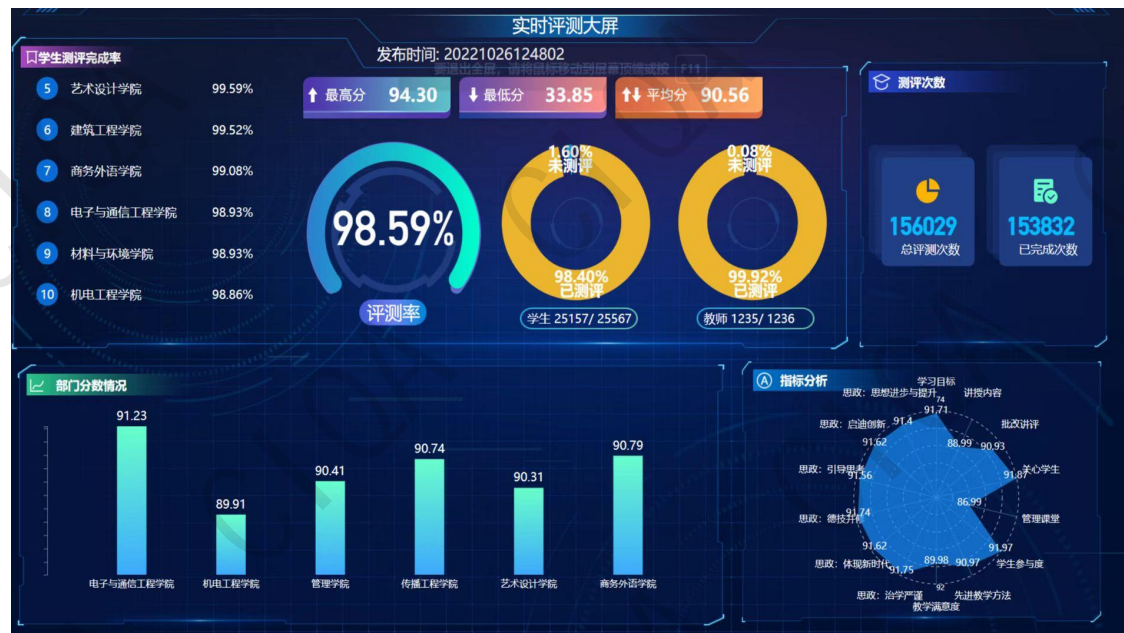 实时评测大屏
发布时间: 20221026124802
要退出全屏，请将鼠标移动到屏幕顶端或按 F11
学生测评完成率
5 艺术设计学院 99.59%
6 建筑工程学院 99.52%
7 商务外语学院 99.08%
8 电子与通信工程学院 98.93%
9 材料与环境学院 98.93%
10 机电工程学院 98.86%
最高分 94.30
最低分 33.85
平均分 90.56
98.59%
评测率
1.60%
未测评
98.40%
已测评
学生 25157/ 25567
0.08%
未测评
99.92%
已测评
教师 1235/ 1236
测评次数
156029
总评测次数
153832
已完成次数
部门分数情况
91.23
89.91
90.41
90.74
90.31
90.79
电子与通信工程学院
机电工程学院
管理学院
传播工程学院
艺术设计学院
商务外语学院
指标分析
学习目标
思政：思想进步与提升
讲授内容
74
91.71
思政：启迪创新
91.4
批改讲评
91.62
88.99
90.93
思政：引导思考
91.56
91.87
关心学生
86.99
思政：德技并修
91.74
管理课堂
91.62
91.97
思政：体现新时代
91.75
89.98
90.97
学生参与度
92
思政：治学严谨
先进教学方法
教学满意度